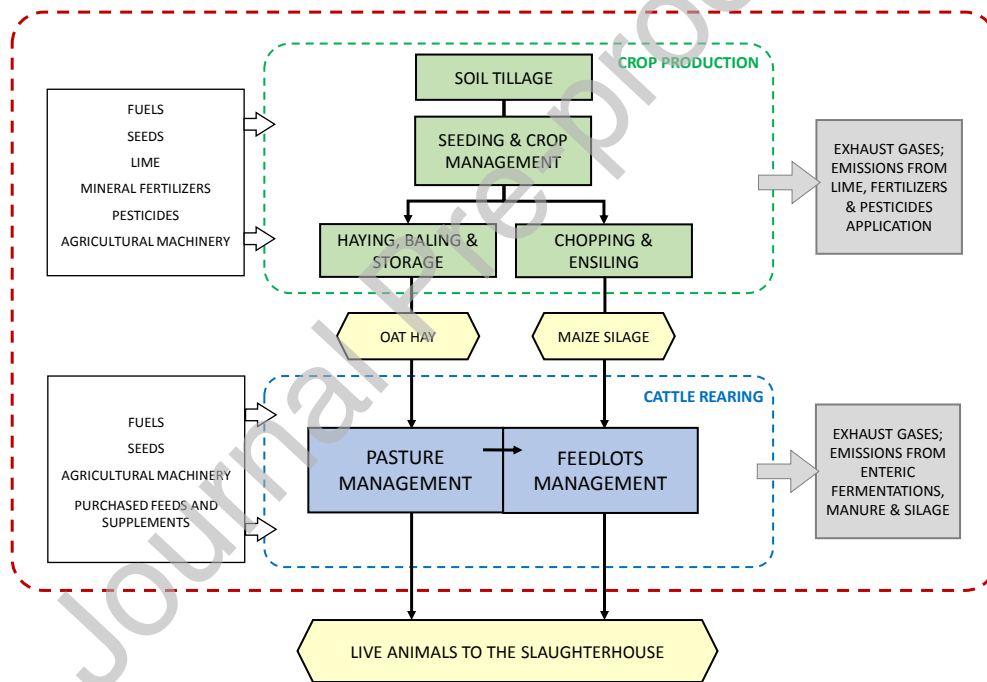 CROP PRODUCTION
SOIL TILLAGE
SEEDING & CROP
MANAGEMENT
HAYING, BALING &
STORAGE
CHOPPING &
ENSILING
FUELS
SEEDS
LIME
MINERAL FERTILIZERS
PESTICIDES
AGRICULTURAL MACHINERY
EXHAUST GASES;
EMISSIONS FROM
LIME, FERTILIZERS
& PESTICIDES
APPLICATION
OAT HAY
MAIZE SILAGE
CATTLE REARING
FUELS
SEEDS
AGRICULTURAL MACHINERY
PURCHASED FEEDS AND
SUPPLEMENTS
PASTURE
MANAGEMENT
FEEDLOTS
MANAGEMENT
EXHAUST GASES;
EMISSIONS FROM
ENTERIC
FERMENTATIONS,
MANURE & SILAGE
LIVE ANIMALS TO THE SLAUGHTERHOUSE
Journal Pre-proo